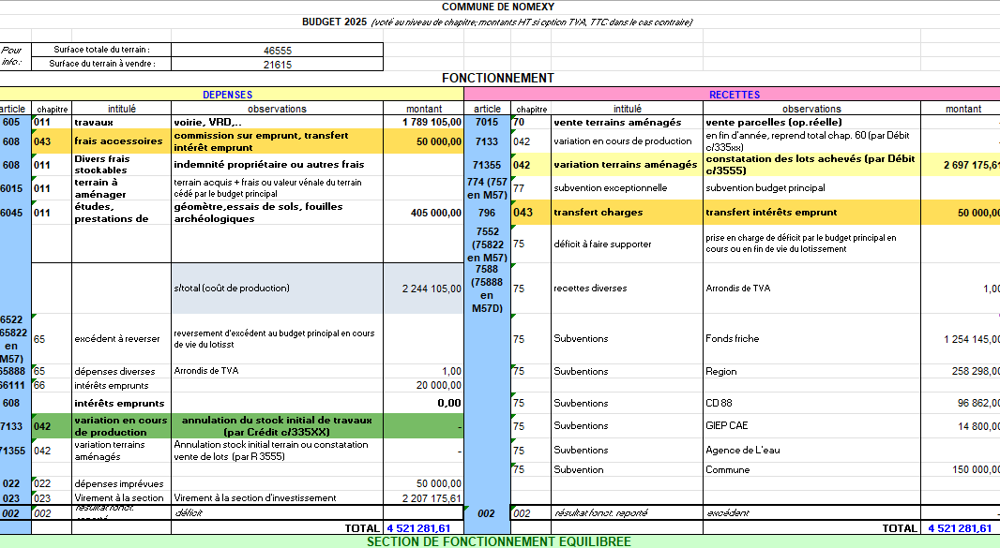 COMMUNE DE NOMEXY
BUDGET 2025 (voté au niveau de chapitre; montants HT si option TVA, TTC dans le cas contraire)
Pour info.: Surface totale du terrain : 46555
Surface du terrain à vendre : 21615
FONCTIONNEMENT
DEPENSES RECETTES
article chapitre intitulé observations montant article chapitre intitulé observations montant
605 011 travaux voirie, VRD,.. 1 789 105,00 7015 70 vente terrains aménagés vente parcelles (op.réelle)
608 043 frais accessoires commission sur emprunt, transfert intérêt emprunt 50 000,00 7133 042 variation en cours de production en fin d'année, reprend total chap. 60 (par Débit c/335xx)
608 011 Divers frais stockables indemnité propriétaire ou autres frais 71355 042 variation terrains aménagés constatation des lots achevés (par Débit c/3555) 2 697 175,61
6015 011 terrain à aménager terrain acquis + frais ou valeur vénale du terrain cédé par le budget principal 774 (757 en M57) 77 subvention exceptionnelle subvention budget principal
6045 011 études, prestations de géomètre,essais de sols, fouilles archéologiques 405 000,00 796 043 transfert charges transfert intérêts emprunt 50 000,00
7552 (75822 en M57) 75 déficit à faire supporter prise en charge de déficit par le budget principal en cours ou en fin de vie du lotissement
s/total (coût de production) 2 244 105,00 7588 (75888 en M57D) 75 recettes diverses Arrondis de TVA 1,00
6522 65822 en M57) 65 excédent à reverser reversement d'excédent au budget principal en cours de vie du lotisst 75 Subventions Fonds friche 1 254 145,00
65888 65 dépenses diverses Arrondis de TVA 1,00 75 Suvbentions Region 258 298,00
66111 66 intérêts emprunts 20 000,00
608 intérêts emprunts 0,00 75 Suvbentions CD 88 96 862,00
7133 042 variation en cours de production annulation du stock initial de travaux (par Crédit c/335XX) - 75 Suvbentions GIEP CAE 14 800,00
71355 042 variation terrains aménagés Annulation stock initial terrain ou constatation vente de lots (par R 3555) - 75 Suvbentions Agence de L'eau
75 Subvention Commune 150 000,00
022 022 dépenses imprévues 50 000,00
023 023 Virement à la section Virement à la section d'investissement 2 207 175,61
002 002 résultat fonct. reporté déficit 002 002 résultat fonct. reporté excédent -
TOTAL 4 521 281,61 TOTAL 4 521 281,61
SECTION DE FONCTIONNEMENT EQUILIBREE